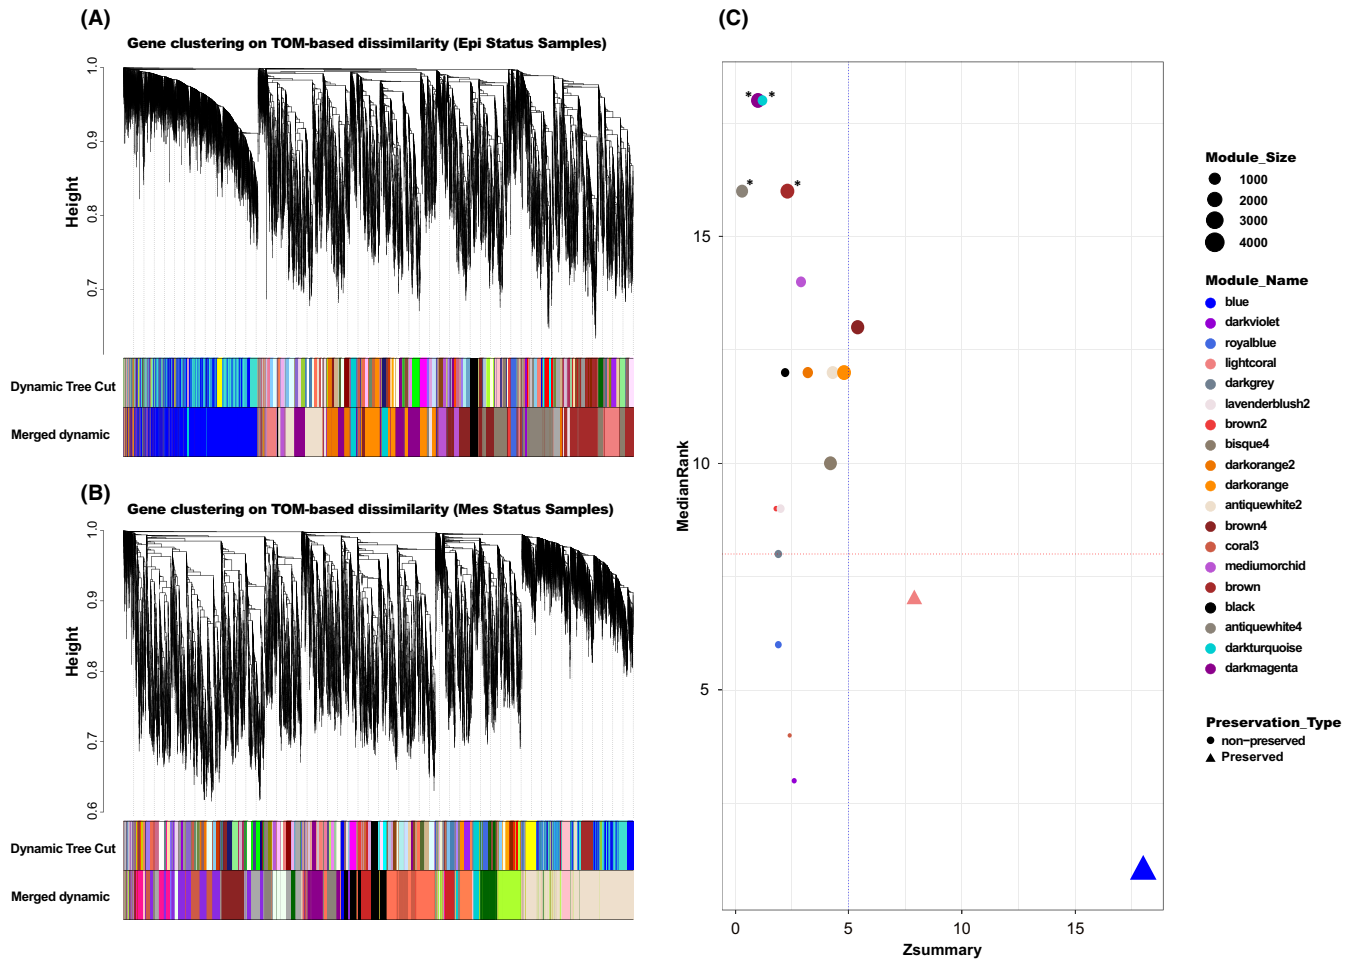 (A)
Gene clustering on TOM-based dissimilarity (Epi Status Samples)
Height
1.0
0.9
0.8
0.7
Dynamic Tree Cut
Merged dynamic
(B)
Gene clustering on TOM-based dissimilarity (Mes Status Samples)
Height
1.0
0.9
0.8
0.7
0.6
Dynamic Tree Cut
Merged dynamic
(C)
MedianRank
15
10
5
* *
*
*
0
5
10
15
Zsummary
Module_Size
1000
2000
3000
4000
Module_Name
blue
darkviolet
royalblue
lightcoral
darkgrey
lavenderblush2
brown2
bisque4
darkorange2
darkorange
antiquewhite2
brown4
coral3
mediumorchid
brown
black
antiquewhite4
darkturquoise
darkmagenta
Preservation_Type
non−preserved
Preserved